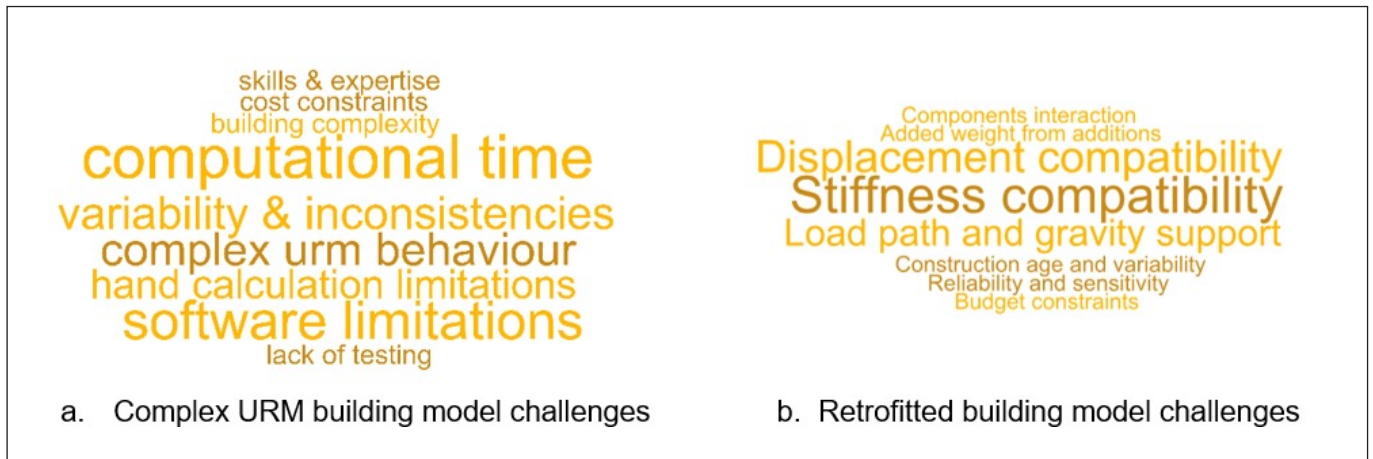 skills & expertise
cost constraints
building complexity
computational time
variability & inconsistencies
complex urm behaviour
hand calculation limitations
software limitations
lack of testing
a. Complex URM building model challenges
Components interaction
Added weight from additions
Displacement compatibility
Stiffness compatibility
Load path and gravity support
Construction age and variability
Reliability and sensitivity
Budget constraints
b. Retrofitted building model challenges